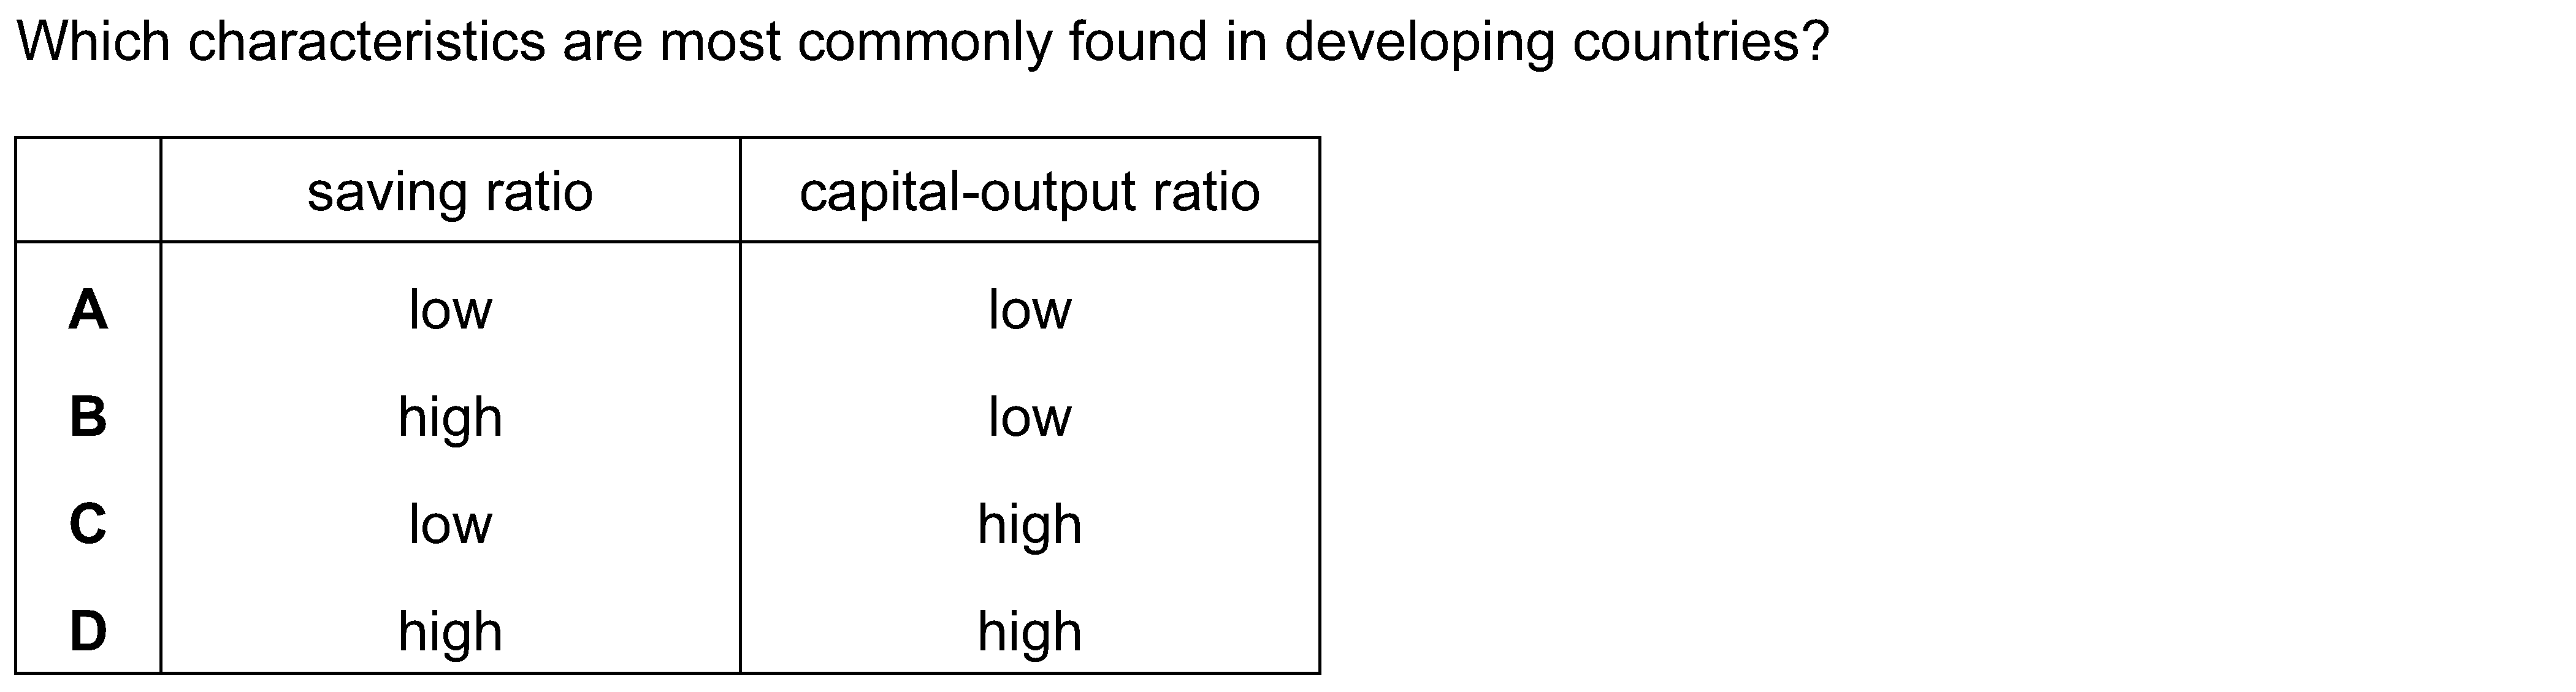 Which characteristics are most commonly found in developing countries?
saving ratio capital-output ratio
A low low
B high low
C low high
D high high